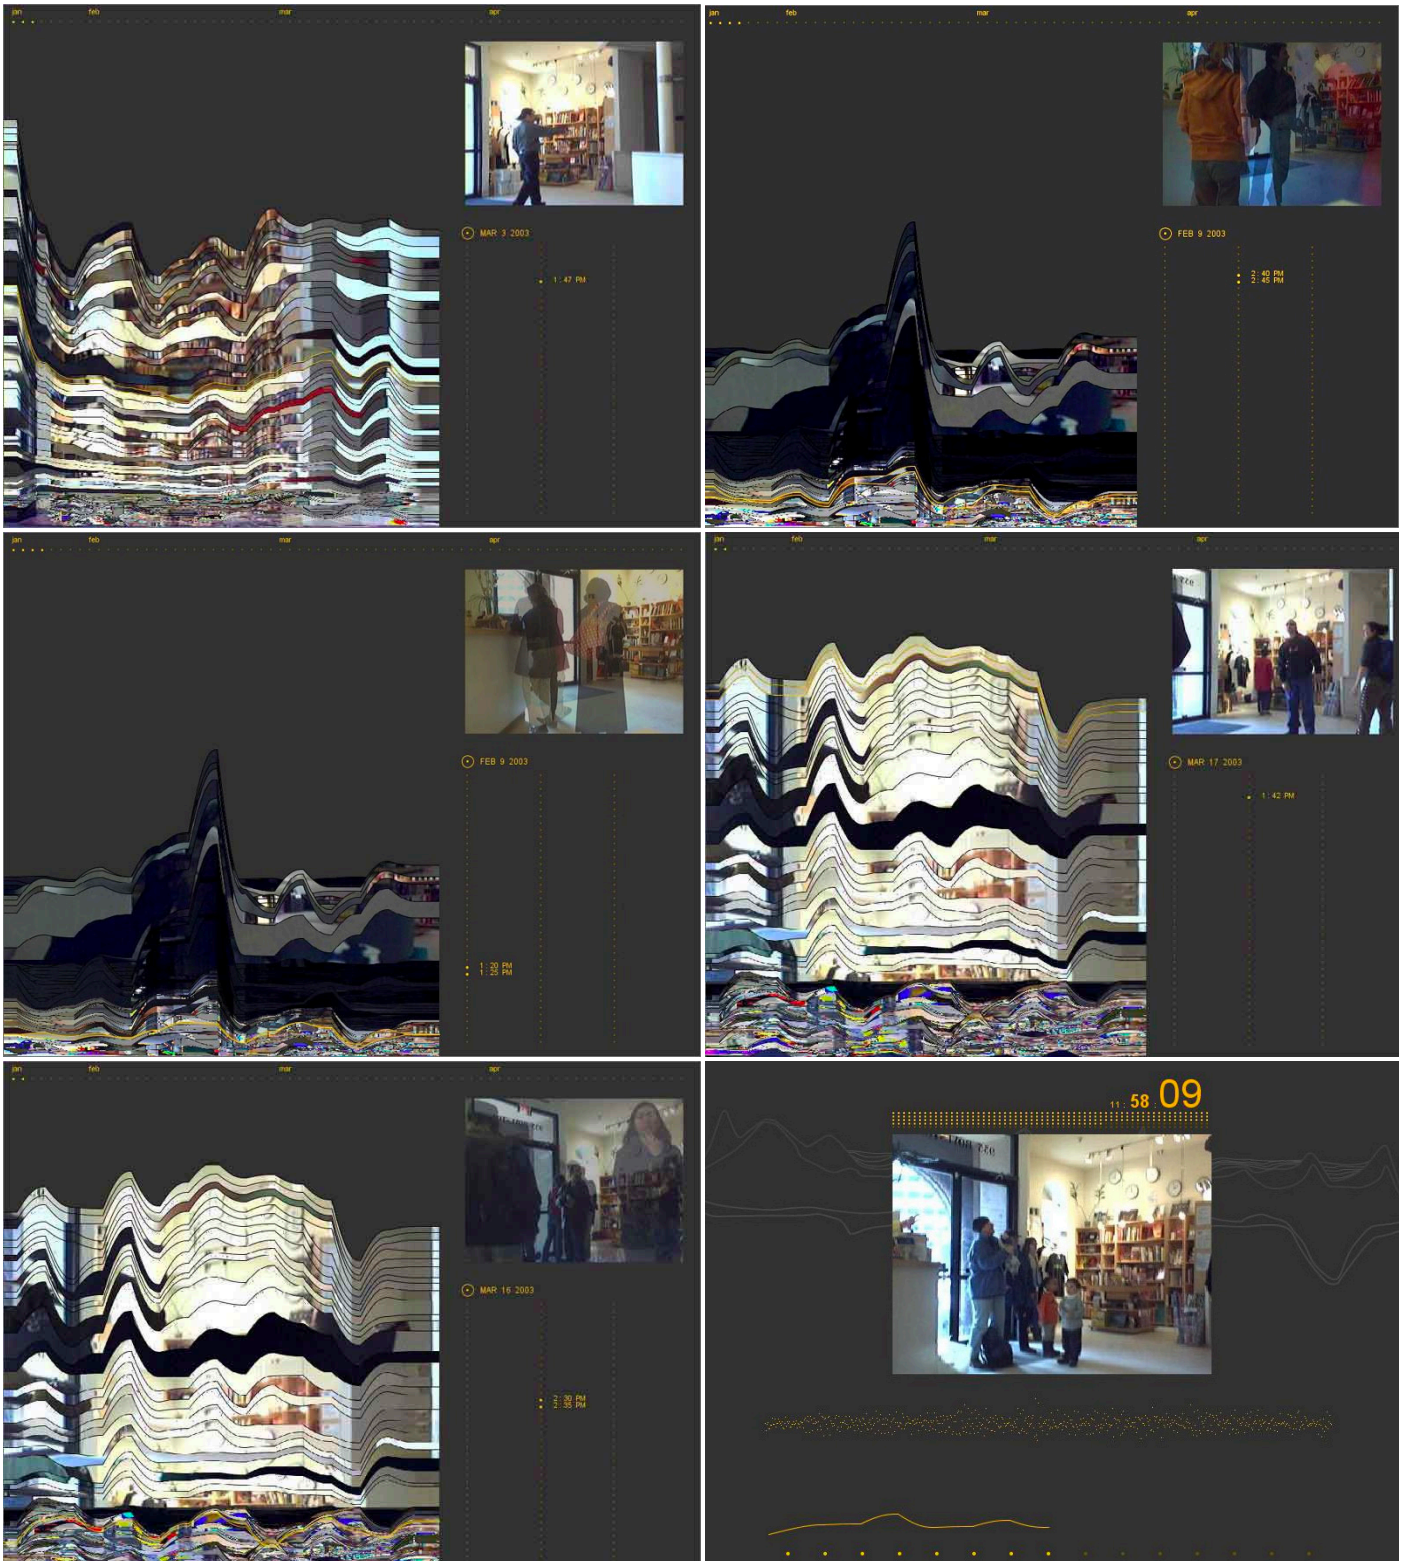 jan feb mar apr
MAR 3 2003
1:47 PM
jan feb mar apr
FEB 9 2003
2:40 PM
2:45 PM
jan feb mar apr
FEB 9 2003
1:20 PM
1:25 PM
jan feb mar apr
MAR 17 2003
1:42 PM
jan feb mar apr
MAR 16 2003
2:30 PM
2:35 PM
11:58:09